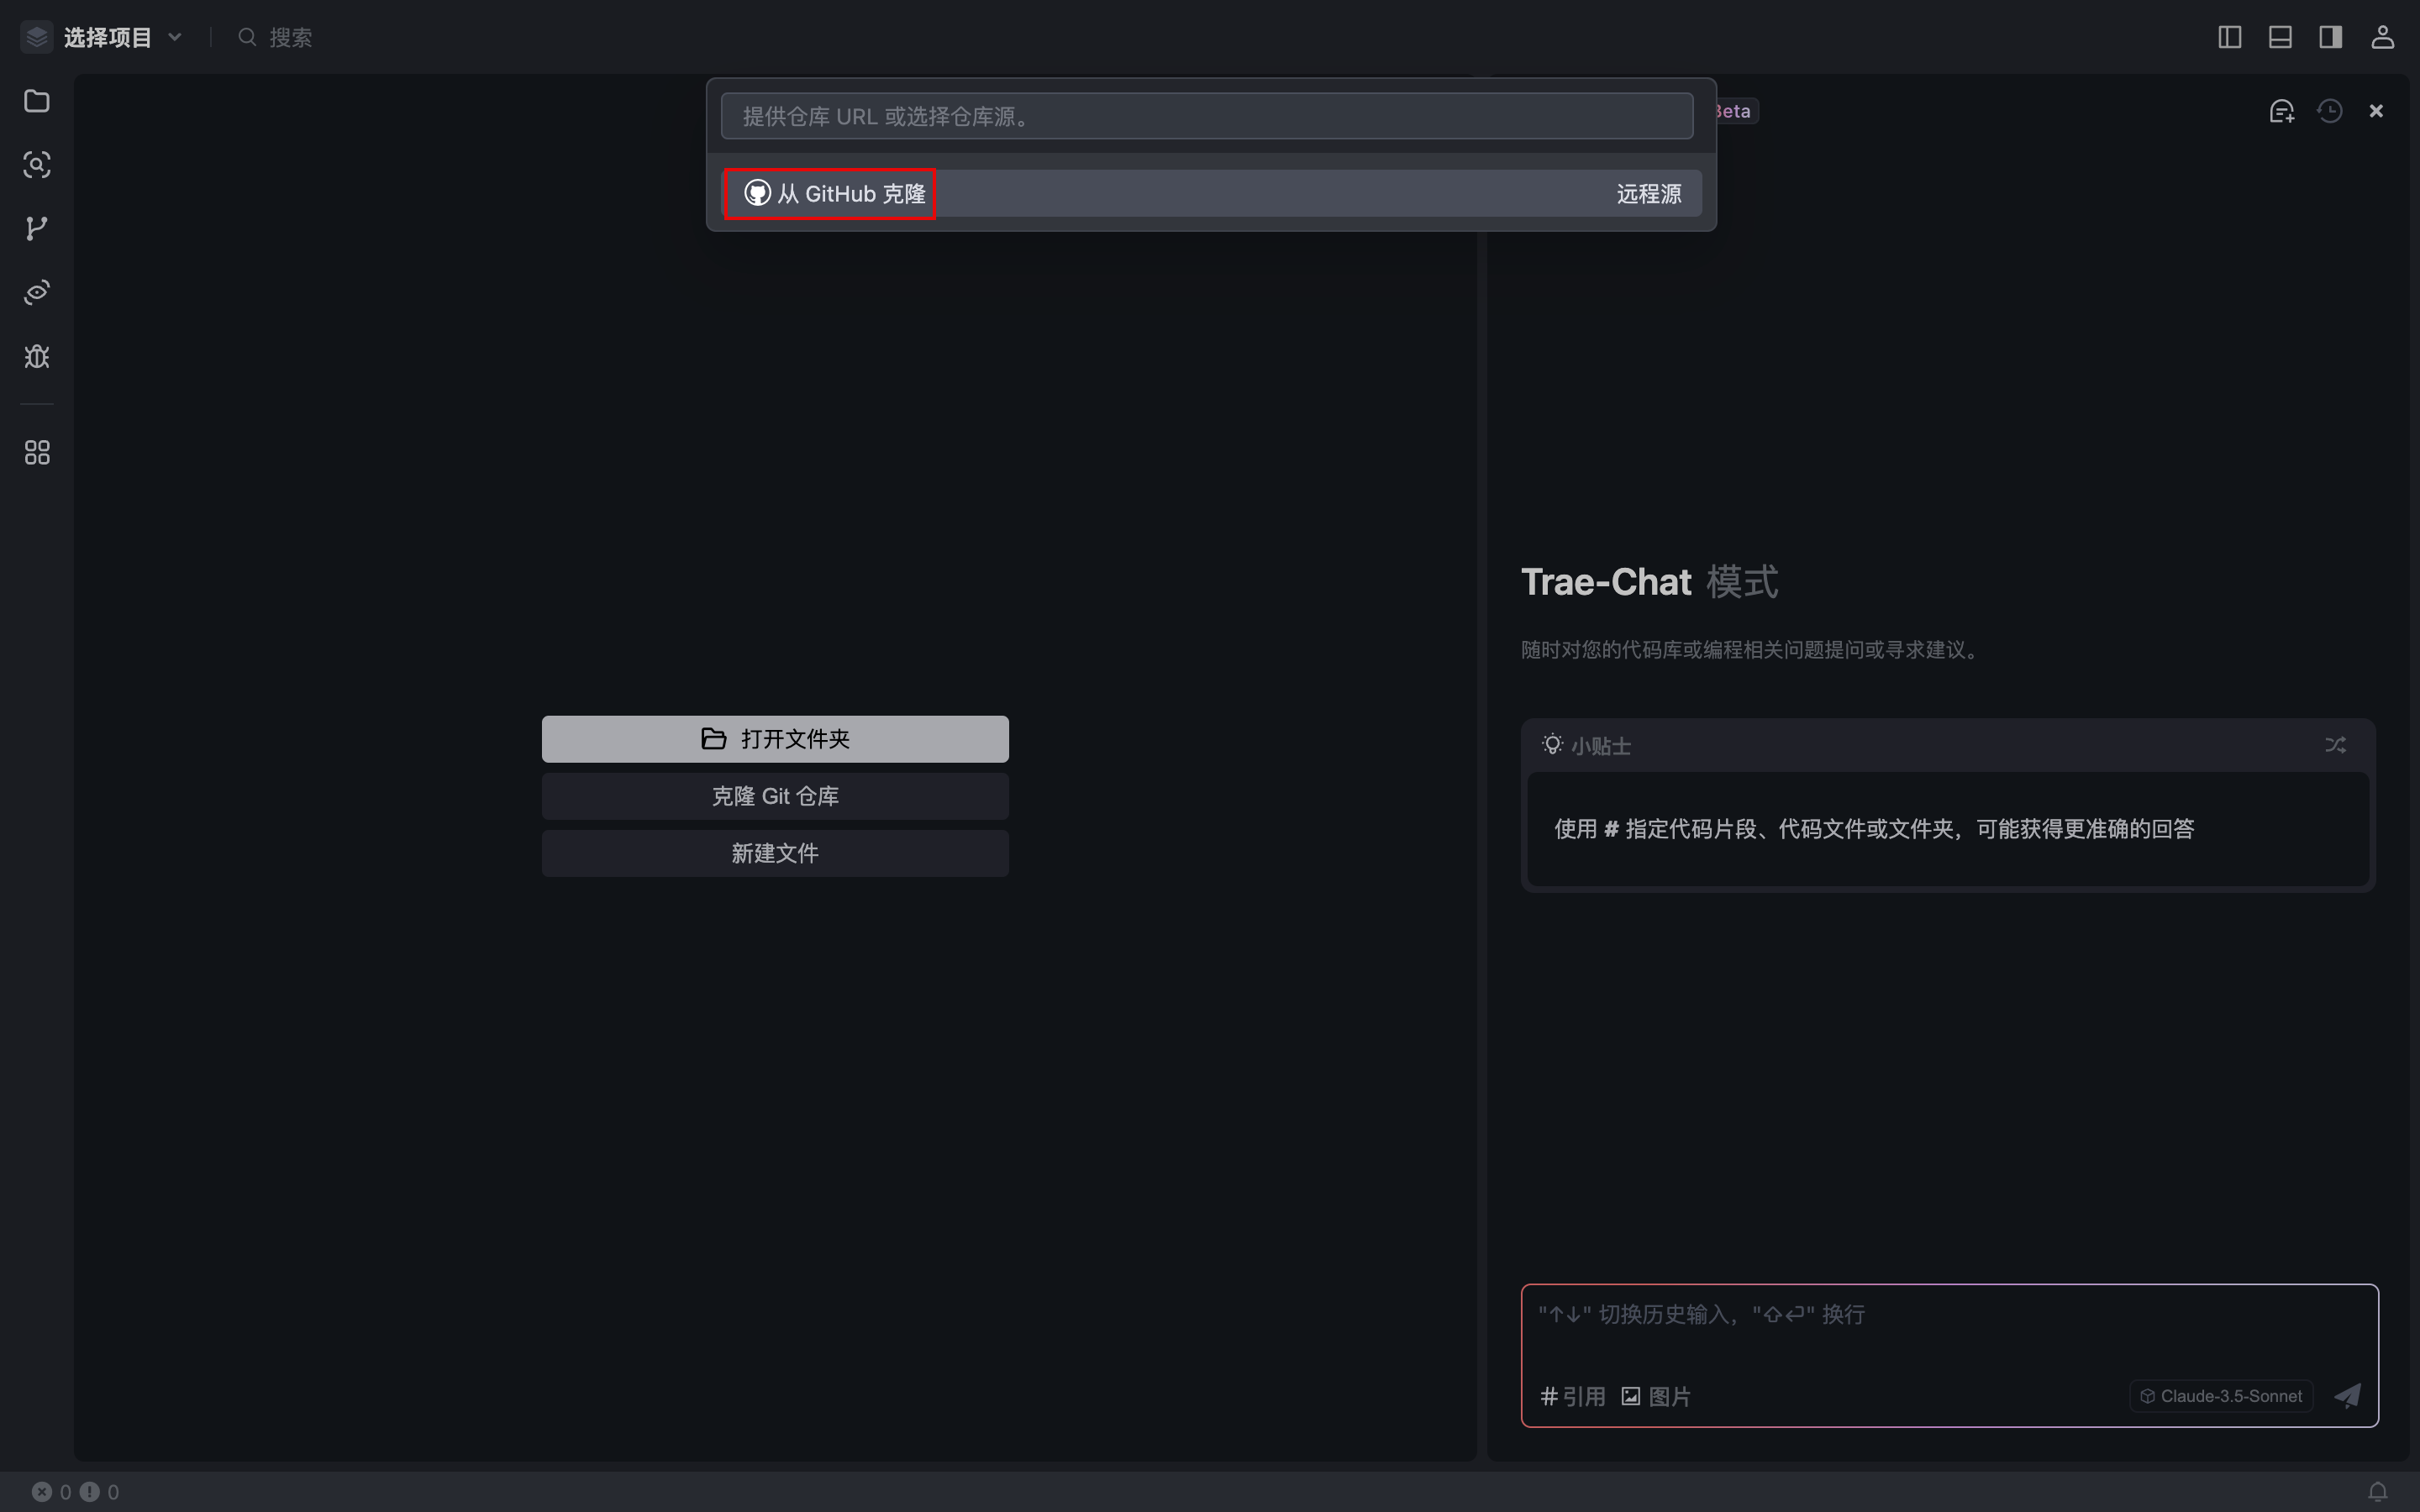 选择项目
搜索
提供仓库 URL 或选择仓库源。
从 GitHub 克隆
远程源
Beta
打开文件夹
克隆 Git 仓库
新建文件
Trae-Chat 模式
随时对您的代码库或编程相关问题提问或寻求建议。
小贴士
使用 # 指定代码片段、代码文件或文件夹，可能获得更准确的回答
"↑↓" 切换历史输入，"⇧⏎" 换行
#引用 图片
Claude-3.5-Sonnet
0 0